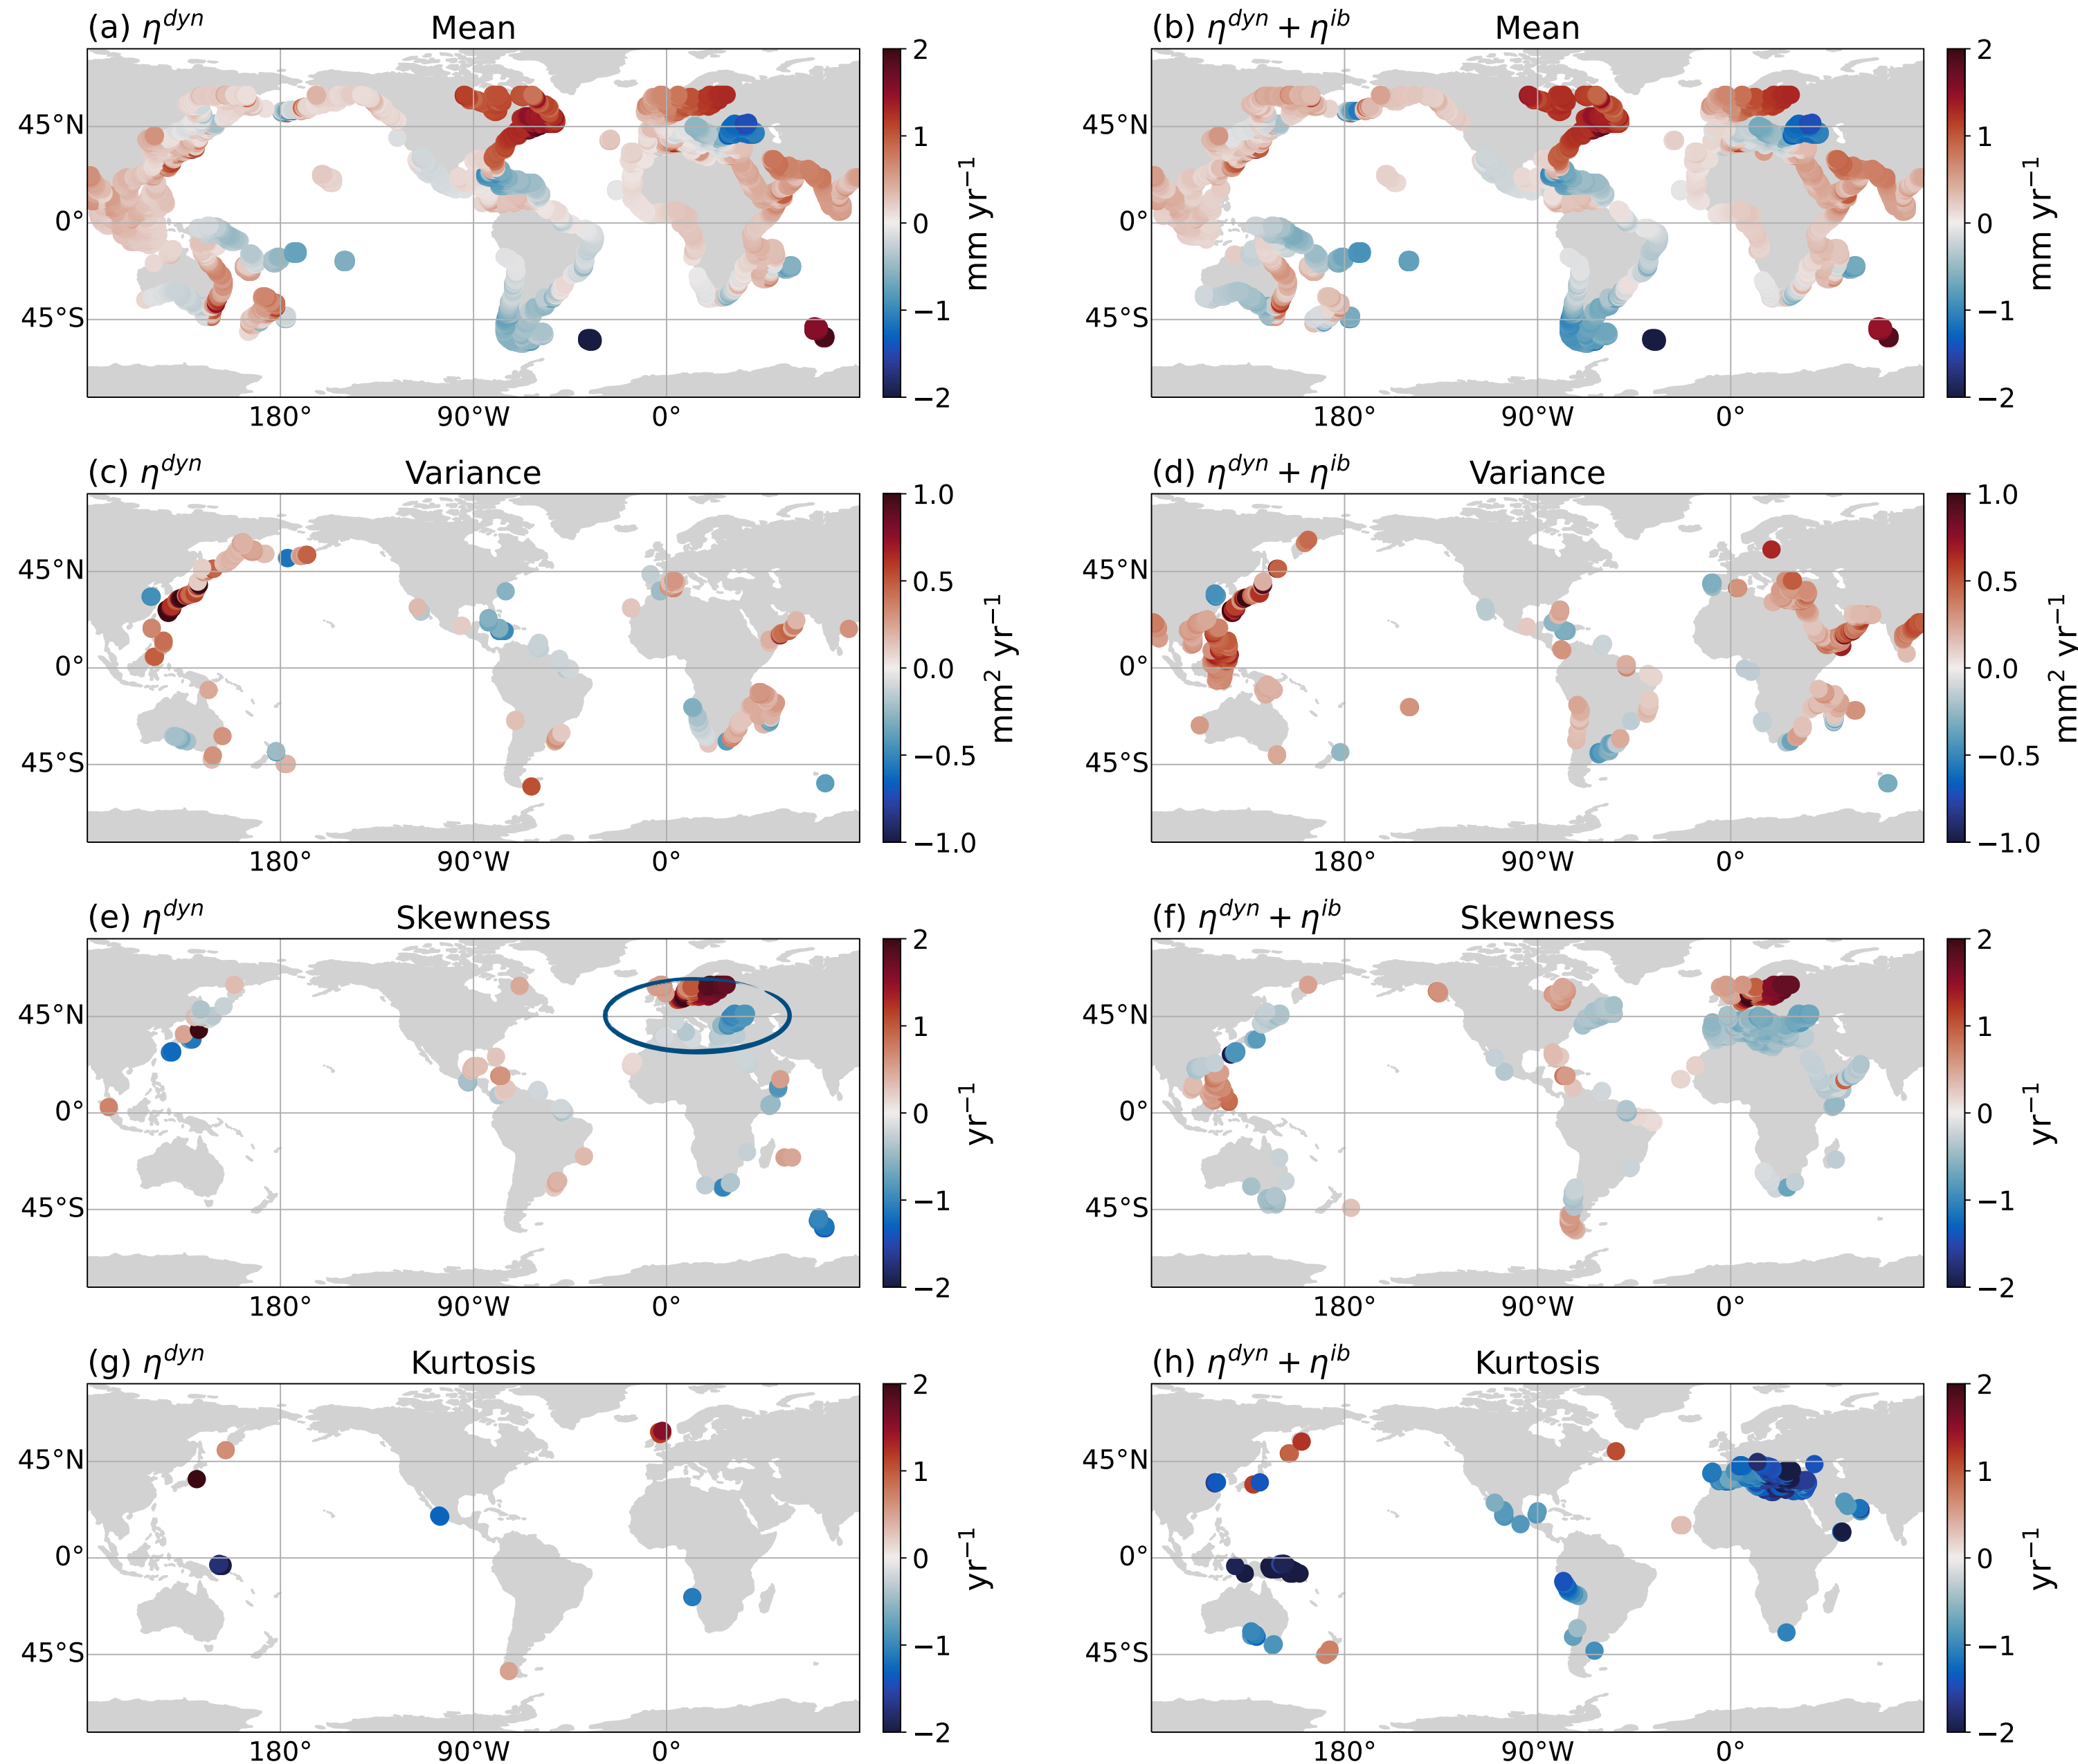 (a) η^dyn Mean
2
1
0
−1
−2
mm yr⁻¹
45°N
0°
45°S
180° 90°W 0°
(b) η^dyn + η^ib Mean
2
1
0
−1
−2
mm yr⁻¹
45°N
0°
45°S
180° 90°W 0°
(c) η^dyn Variance
1.0
0.5
0.0
−0.5
−1.0
mm² yr⁻¹
45°N
0°
45°S
180° 90°W 0°
(d) η^dyn + η^ib Variance
1.0
0.5
0.0
−0.5
−1.0
mm² yr⁻¹
45°N
0°
45°S
180° 90°W 0°
(e) η^dyn Skewness
2
1
0
−1
−2
yr⁻¹
45°N
0°
45°S
180° 90°W 0°
(f) η^dyn + η^ib Skewness
2
1
0
−1
−2
yr⁻¹
45°N
0°
45°S
180° 90°W 0°
(g) η^dyn Kurtosis
2
1
0
−1
−2
yr⁻¹
45°N
0°
45°S
180° 90°W 0°
(h) η^dyn + η^ib Kurtosis
2
1
0
−1
−2
yr⁻¹
45°N
0°
45°S
180° 90°W 0°